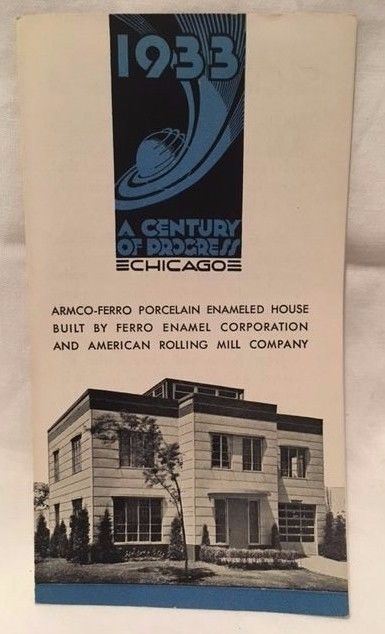 1933
A CENTURY
OF PROGRESS
CHICAGO
ARMCO-FERRO PORCELAIN ENAMELED HOUSE
BUILT BY FERRO ENAMEL CORPORATION
AND AMERICAN ROLLING MILL COMPANY